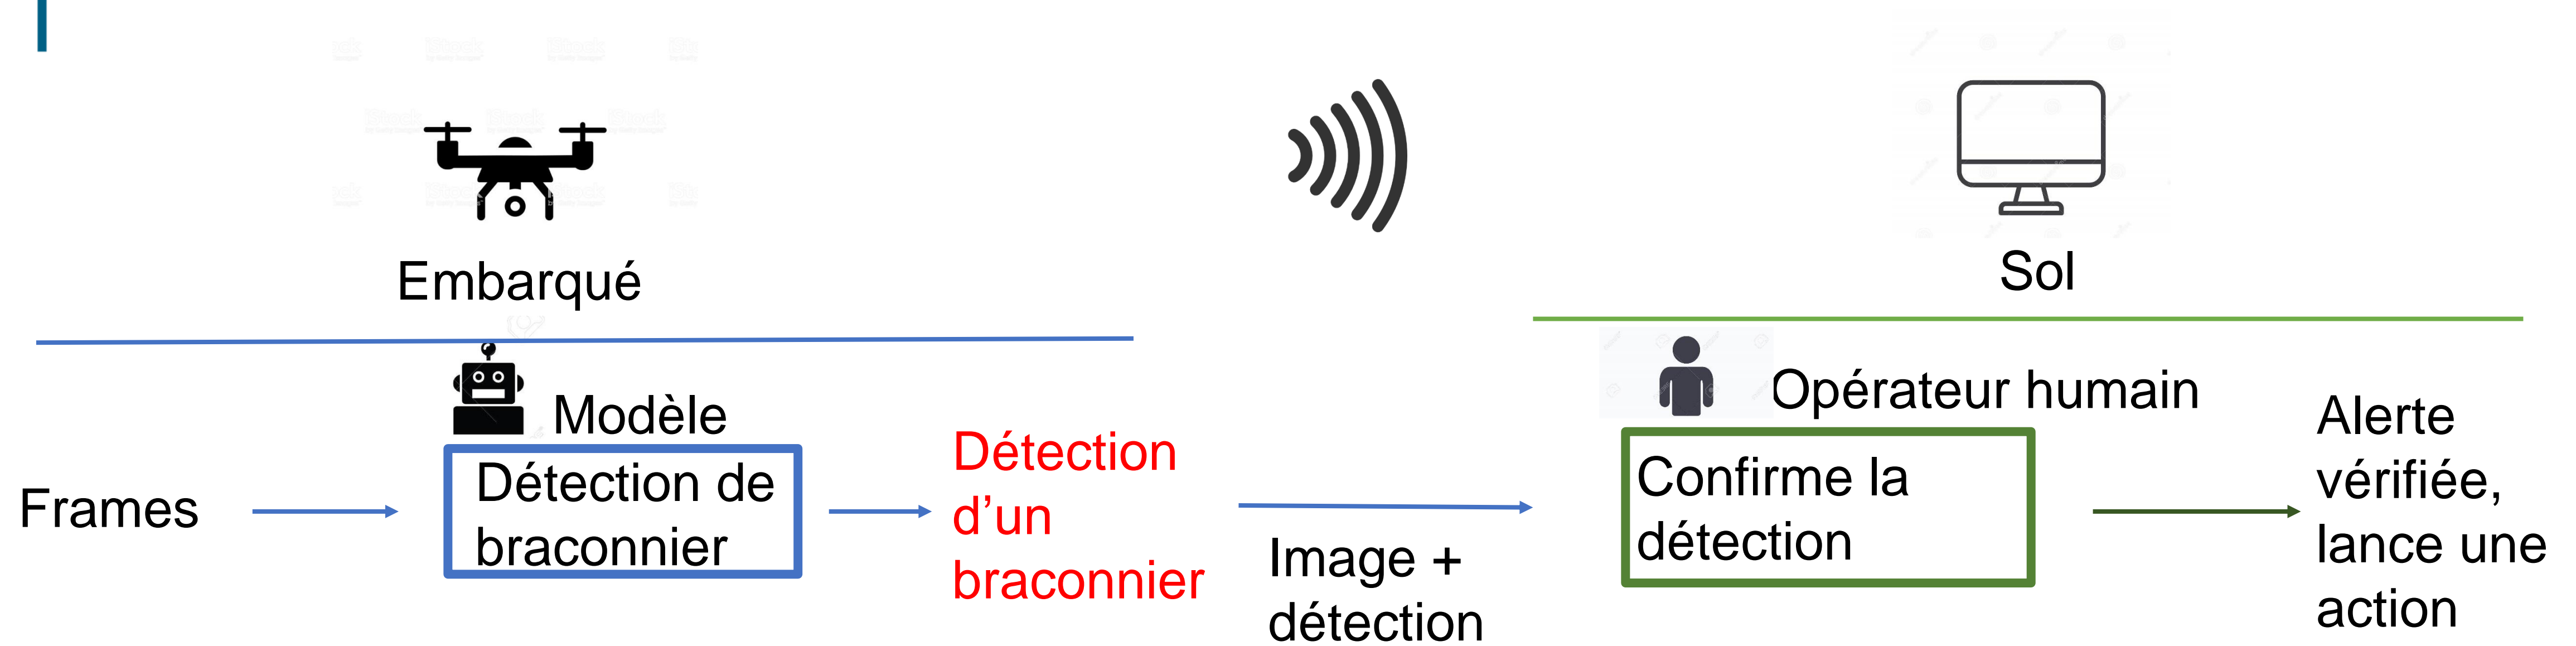 Embarqué
Sol
Modèle
Opérateur humain
Frames
Détection de
braconnier
Détection
d’un
braconnier
Image +
détection
Confirme la
détection
Alerte
vérifiée,
lance une
action